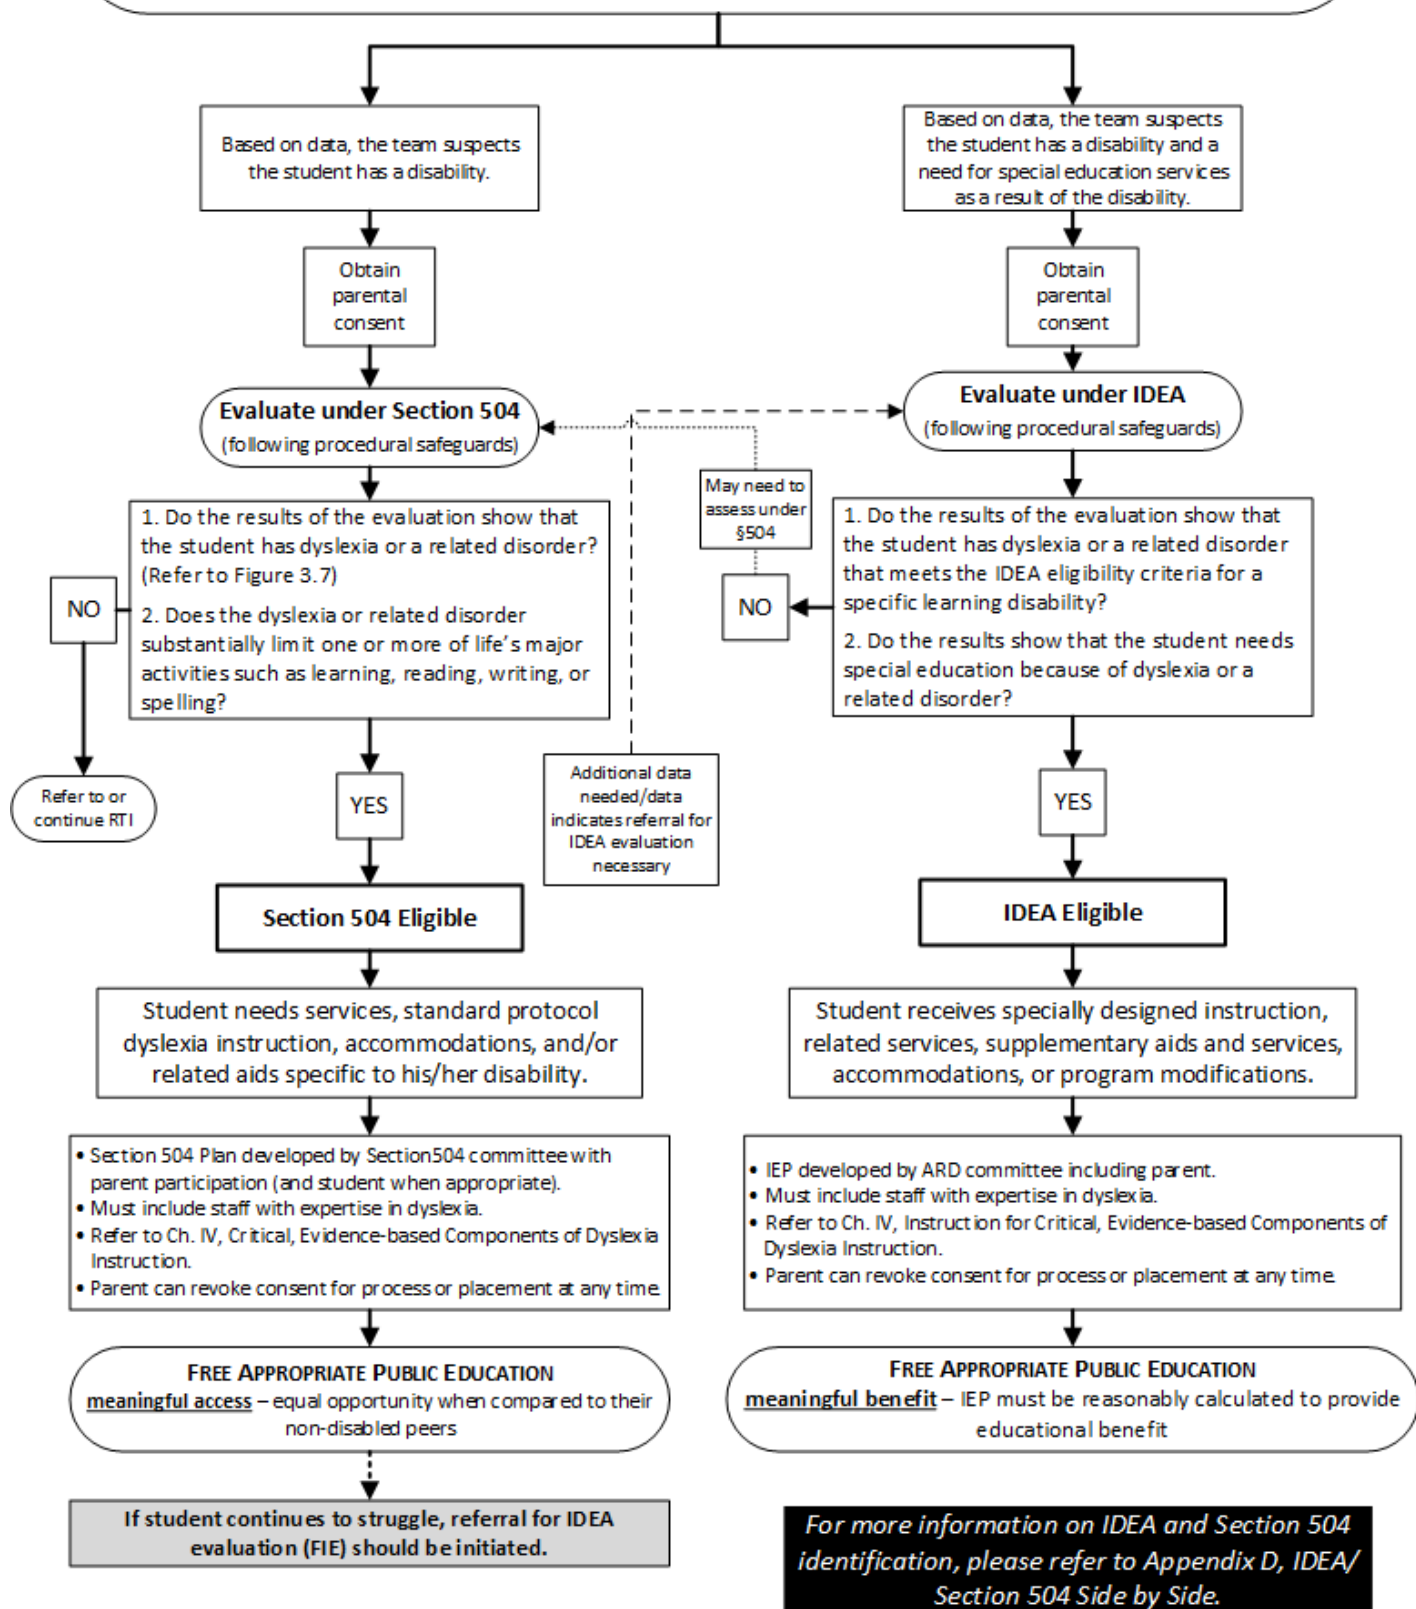 Based on data, the team suspects
the student has a disability.
Based on data, the team suspects
the student has a disability and a
need for special education services
as a result of the disability.
Obtain
parental
consent
Obtain
parental
consent
Evaluate under Section 504
(following procedural safeguards)
Evaluate under IDEA
(following procedural safeguards)
May need to
assess under
§504
1. Do the results of the evaluation show that
the student has dyslexia or a related disorder?
(Refer to Figure 3.7)
2. Does the dyslexia or related disorder
substantially limit one or more of life's major
activities such as learning, reading, writing, or
spelling?
NO
NO
1. Do the results of the evaluation show that
the student has dyslexia or a related disorder
that meets the IDEA eligibility criteria for a
specific learning disability?
2. Do the results show that the student needs
special education because of dyslexia or a
related disorder?
Refer to or
continue RTI
YES
Additional data
needed/data
indicates referral for
IDEA evaluation
necessary
YES
Section 504 Eligible
IDEA Eligible
Student needs services, standard protocol
dyslexia instruction, accommodations, and/or
related aids specific to his/her disability.
Student receives specially designed instruction,
related services, supplementary aids and services,
accommodations, or program modifications.
• Section 504 Plan developed by Section504 committee with
parent participation (and student when appropriate).
• Must include staff with expertise in dyslexia.
• Refer to Ch. IV, Critical, Evidence-based Components of Dyslexia
Instruction.
• Parent can revoke consent for process or placement at any time.
• IEP developed by ARD committee including parent.
• Must include staff with expertise in dyslexia.
• Refer to Ch. IV, Instruction for Critical, Evidence-based Components of
Dyslexia Instruction.
• Parent can revoke consent for process or placement at any time.
FREE APPROPRIATE PUBLIC EDUCATION
meaningful access – equal opportunity when compared to their
non-disabled peers
FREE APPROPRIATE PUBLIC EDUCATION
meaningful benefit – IEP must be reasonably calculated to provide
educational benefit
If student continues to struggle, referral for IDEA
evaluation (FIE) should be initiated.
For more information on IDEA and Section 504
identification, please refer to Appendix D, IDEA/
Section 504 Side by Side.